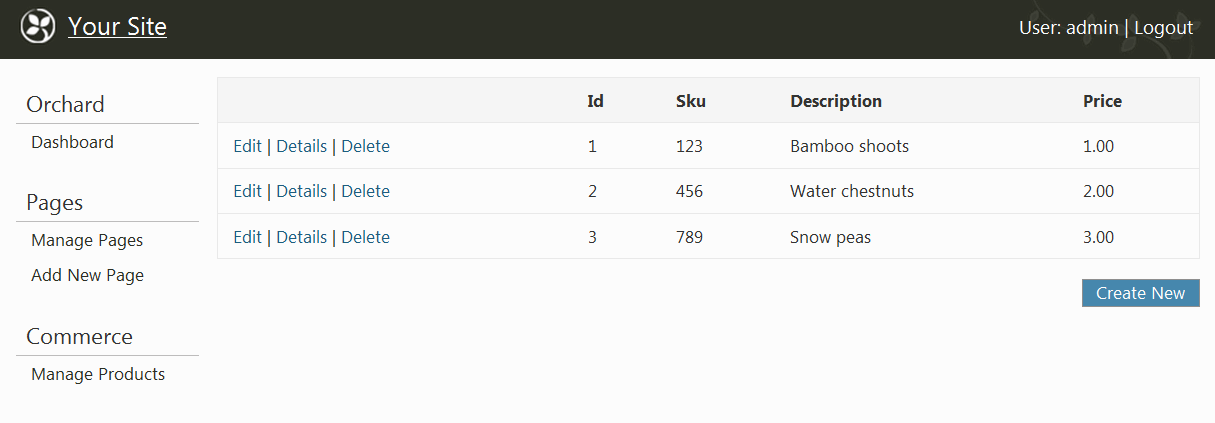 Your Site
User: admin | Logout
Orchard
Dashboard
Pages
Manage Pages
Add New Page
Commerce
Manage Products
Id Sku Description Price
Edit | Details | Delete 1 123 Bamboo shoots 1.00
Edit | Details | Delete 2 456 Water chestnuts 2.00
Edit | Details | Delete 3 789 Snow peas 3.00
Create New